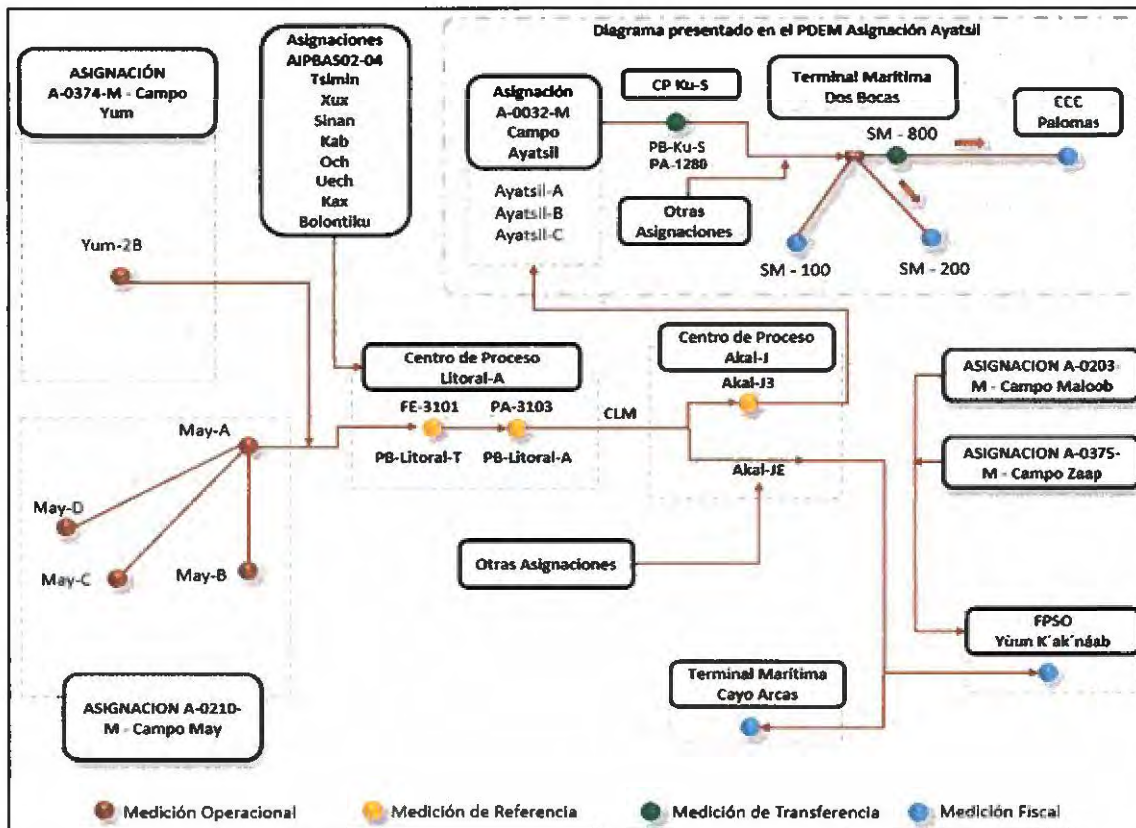 Diagrama presentado en el PDEM Asignación Ayatsil
ASIGNACIÓN
A-0374-M - Campo
Yum
Asignaciones
AIPBAS02-04
Tsimin
Xux
Sinan
Kab
Och
Uech
Kax
Bolontiku
Asignación
A-0032-M
Campo
Ayatsil
Ayatsil-A
Ayatsil-B
Ayatsil-C
CP Ku-S
PB-Ku-S
PA-1280
Otras
Asignaciones
Terminal Marítima
Dos Bocas
SM - 800
CCC
Palomas
SM - 100
SM - 200
Yum-2B
Centro de Proceso
Litoral-A
FE-3101
PA-3103
PB-Litoral-T
PB-Litoral-A
CLM
Centro de Proceso
Akal-J
Akal-J3
Akal-JE
ASIGNACION A-0203-
M - Campo Maloob
ASIGNACION A-0375-
M - Campo Zaap
May-A
May-D
May-C
May-B
Otras Asignaciones
FPSO
Yùun K´ak´náab
Terminal Marítima
Cayo Arcas
ASIGNACION A-0210-
M - Campo May
Medición Operacional
Medición de Referencia
Medición de Transferencia
Medición Fiscal